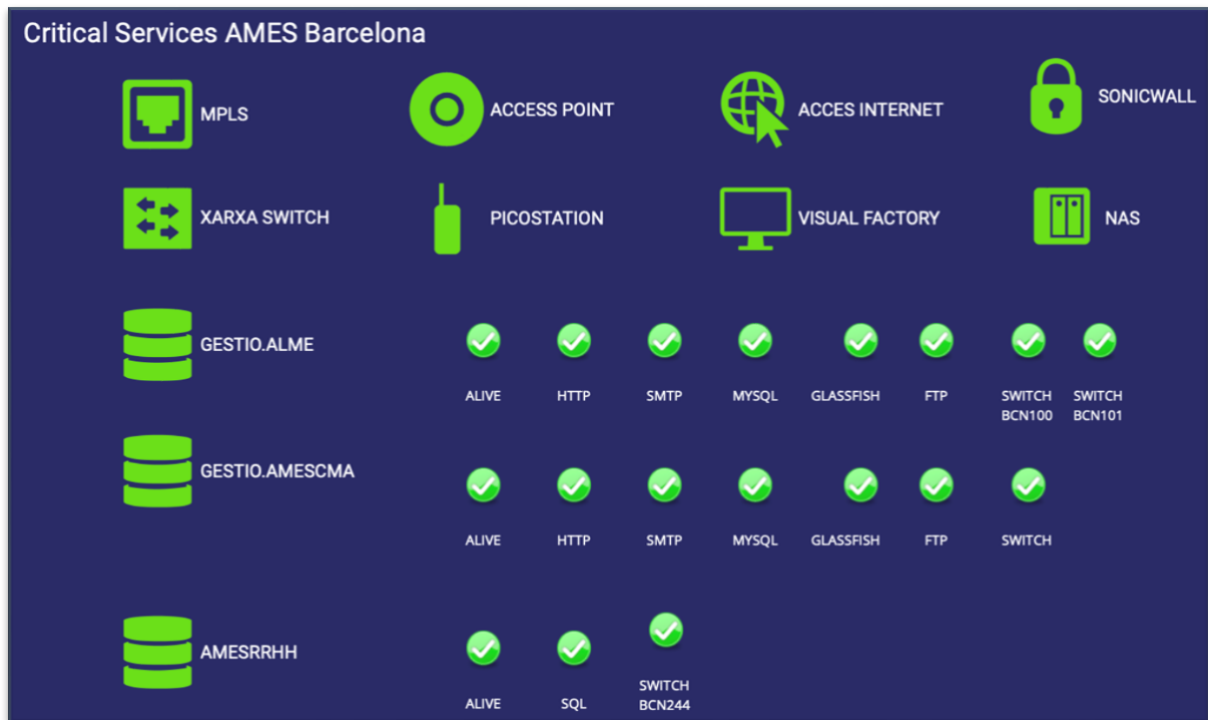 Critical Services AMES Barcelona
MPLS
ACCESS POINT
ACCES INTERNET
SONICWALL
XARXA SWITCH
PICOSTATION
VISUAL FACTORY
NAS
GESTIO.ALME
ALIVE
HTTP
SMTP
MYSQL
GLASSFISH
FTP
SWITCH
BCN100
SWITCH
BCN101
GESTIO.AMESCMA
ALIVE
HTTP
SMTP
MYSQL
GLASSFISH
FTP
SWITCH
AMESRRHH
ALIVE
SQL
SWITCH
BCN244